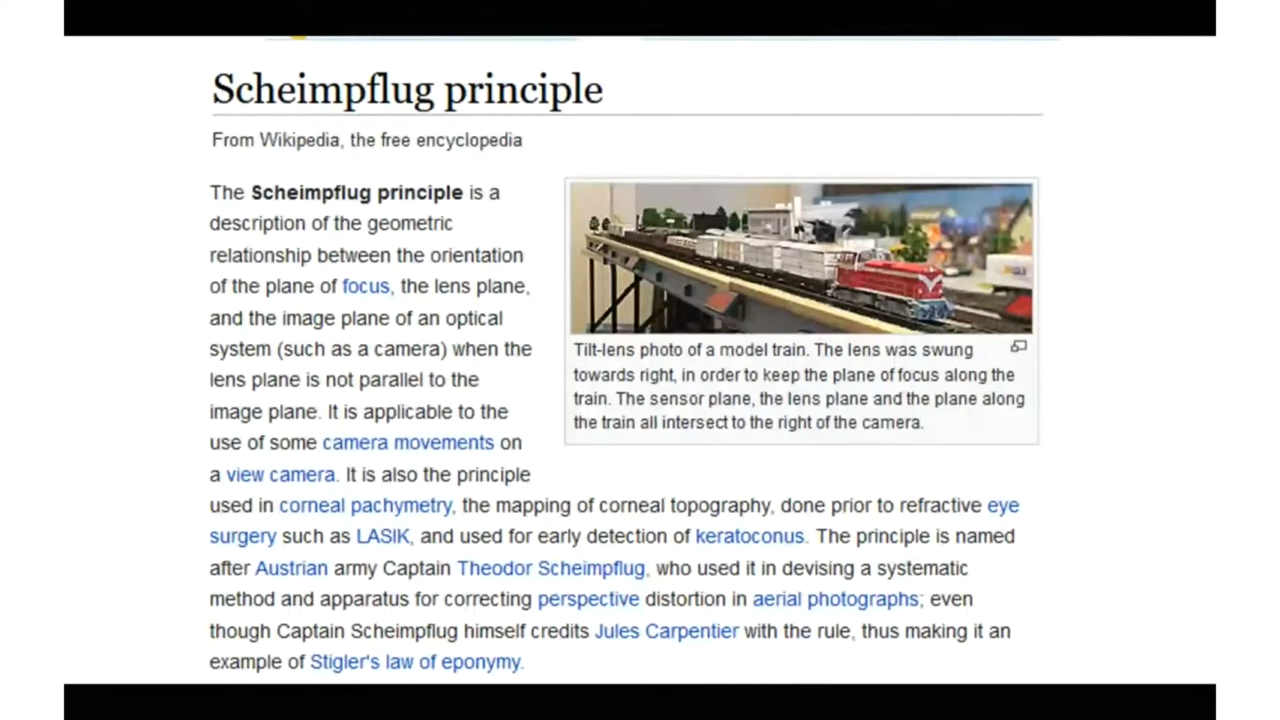 Scheimpflug principle
From Wikipedia, the free encyclopedia
The Scheimpflug principle is a
description of the geometric
relationship between the orientation
of the plane of focus, the lens plane,
and the image plane of an optical
system (such as a camera) when the
lens plane is not parallel to the
image plane. It is applicable to the
use of some camera movements on
a view camera. It is also the principle
Tilt-lens photo of a model train. The lens was swung
towards right, in order to keep the plane of focus along the
train. The sensor plane, the lens plane and the plane along
the train all intersect to the right of the camera.
used in corneal pachymetry, the mapping of corneal topography, done prior to refractive eye
surgery such as LASIK, and used for early detection of keratoconus. The principle is named
after Austrian army Captain Theodor Scheimpflug, who used it in devising a systematic
method and apparatus for correcting perspective distortion in aerial photographs; even
though Captain Scheimpflug himself credits Jules Carpentier with the rule, thus making it an
example of Stigler's law of eponymy.